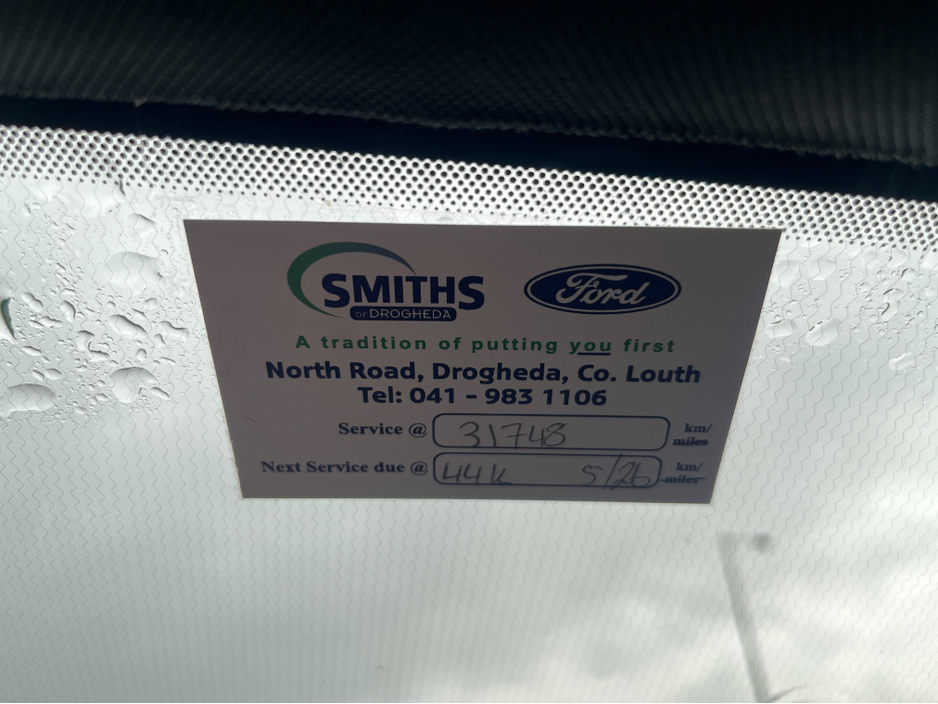 SMITHS
OF DROGHEDA
Ford
A tradition of putting you first
North Road, Drogheda, Co. Louth
Tel: 041 - 983 1106
Service @ 31748 km/
miles
Next Service due @ 44K 5/26 km/
miles